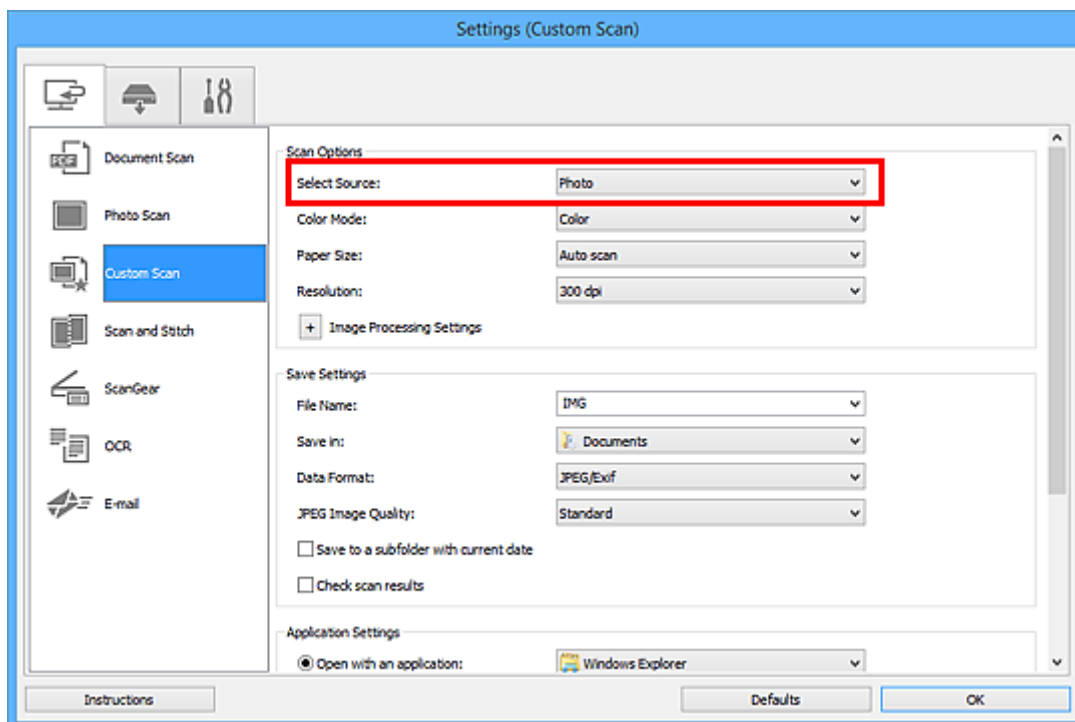 Settings (Custom Scan)
Document Scan
Photo Scan
Custom Scan
Scan and Stitch
ScanGear
OCR
E-mail
Scan Options
Select Source: Photo
Color Mode: Color
Paper Size: Auto scan
Resolution: 300 dpi
+ Image Processing Settings
Save Settings
File Name: IMG
Save in: Documents
Data Format: JPEG/Exif
JPEG Image Quality: Standard
Save to a subfolder with current date
Check scan results
Application Settings
Open with an application: Windows Explorer
Instructions Defaults OK